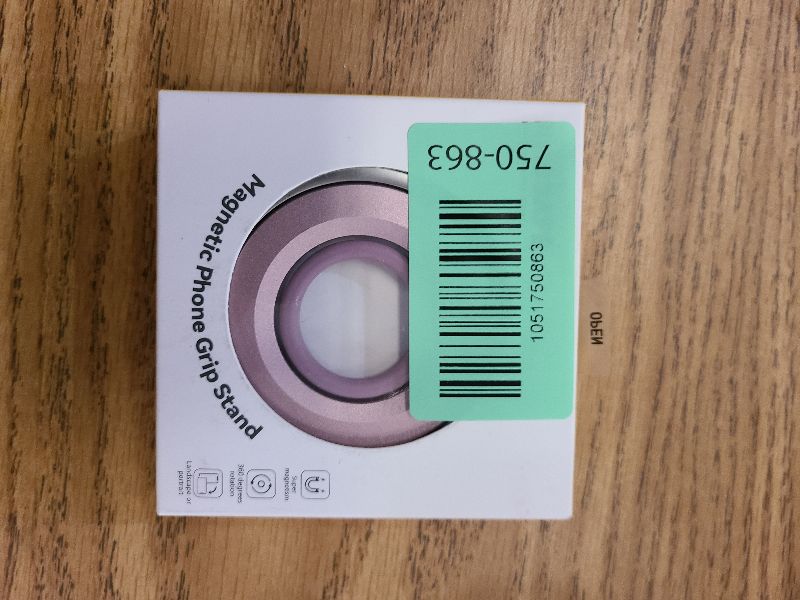 Magnetic Phone Grip Stand
Super
magnetism
360 degrees
rotation
Landscape or
portrait
750-863
1051750863
OPEN